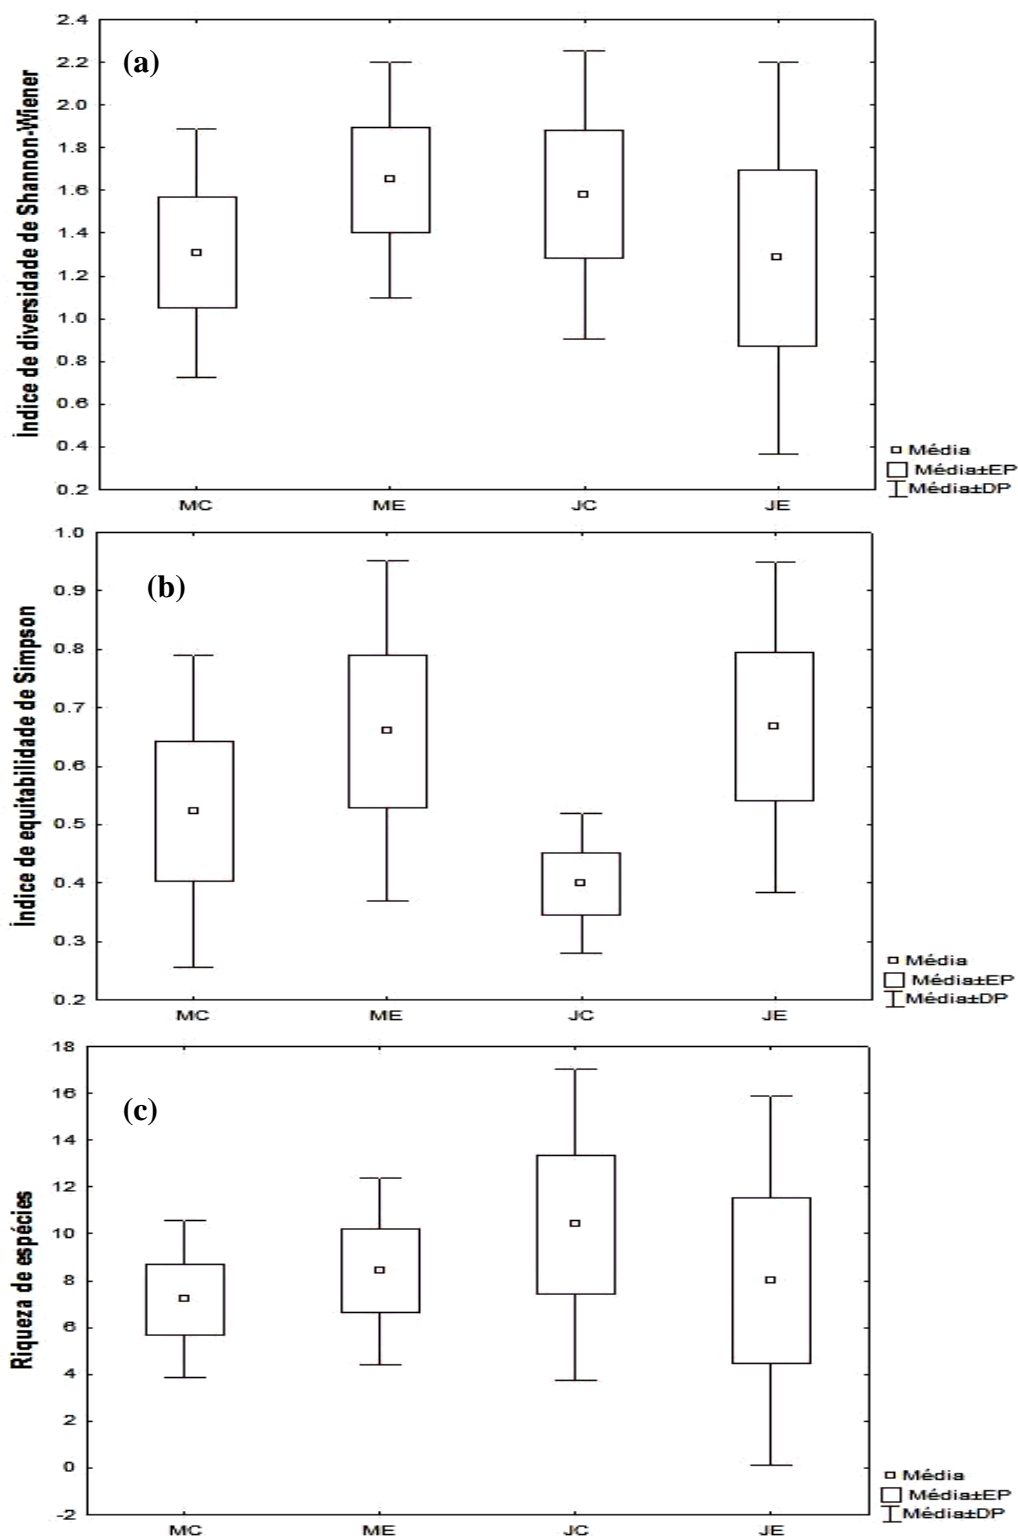 (a)
Índice de diversidade de Shannon-Wiener
2.4
2.2
2.0
1.8
1.6
1.4
1.2
1.0
0.8
0.6
0.4
0.2
MC ME JC JE
Média
Média±EP
Média±DP
(b)
Índice de equitabilidade de Simpson
1.0
0.9
0.8
0.7
0.6
0.5
0.4
0.3
0.2
MC ME JC JE
Média
Média±EP
Média±DP
(c)
Riqueza de espécies
18
16
14
12
10
8
6
4
2
0
-2
MC ME JC JE
Média
Média±EP
Média±DP